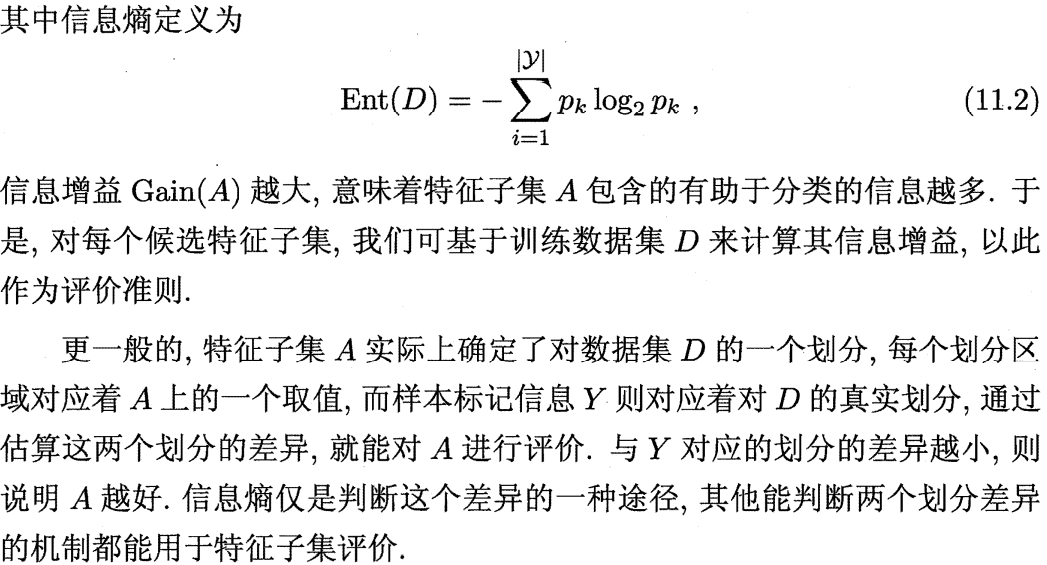 其中信息熵定义为
Ent(D) = − ∑_{i=1}^{|𝒴|} p_k log_2 p_k , (11.2)
信息增益 Gain(A) 越大, 意味着特征子集 A 包含的有助于分类的信息越多. 于
是, 对每个候选特征子集, 我们可基于训练数据集 D 来计算其信息增益, 以此
作为评价准则.
更一般的, 特征子集 A 实际上确定了对数据集 D 的一个划分, 每个划分区
域对应着 A 上的一个取值, 而样本标记信息 Y 则对应着对 D 的真实划分, 通过
估算这两个划分的差异, 就能对 A 进行评价. 与 Y 对应的划分的差异越小, 则
说明 A 越好. 信息熵仅是判断这个差异的一种途径, 其他能判断两个划分差异
的机制都能用于特征子集评价.